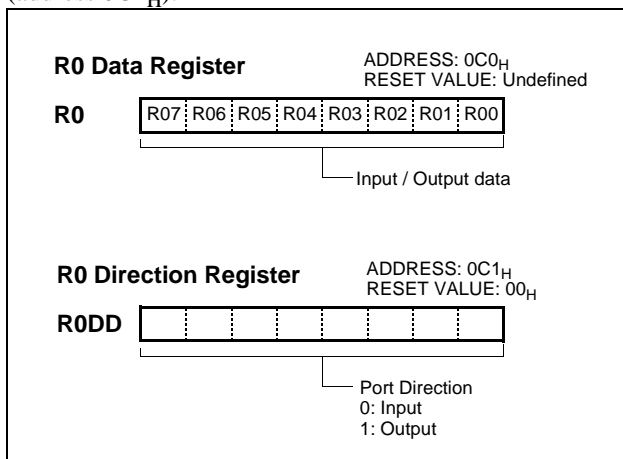 R0 Data Register
ADDRESS: 0C0H
RESET VALUE: Undefined
R0
R07 R06 R05 R04 R03 R02 R01 R00
Input / Output data
R0 Direction Register
ADDRESS: 0C1H
RESET VALUE: 00H
R0DD
Port Direction
0: Input
1: Output